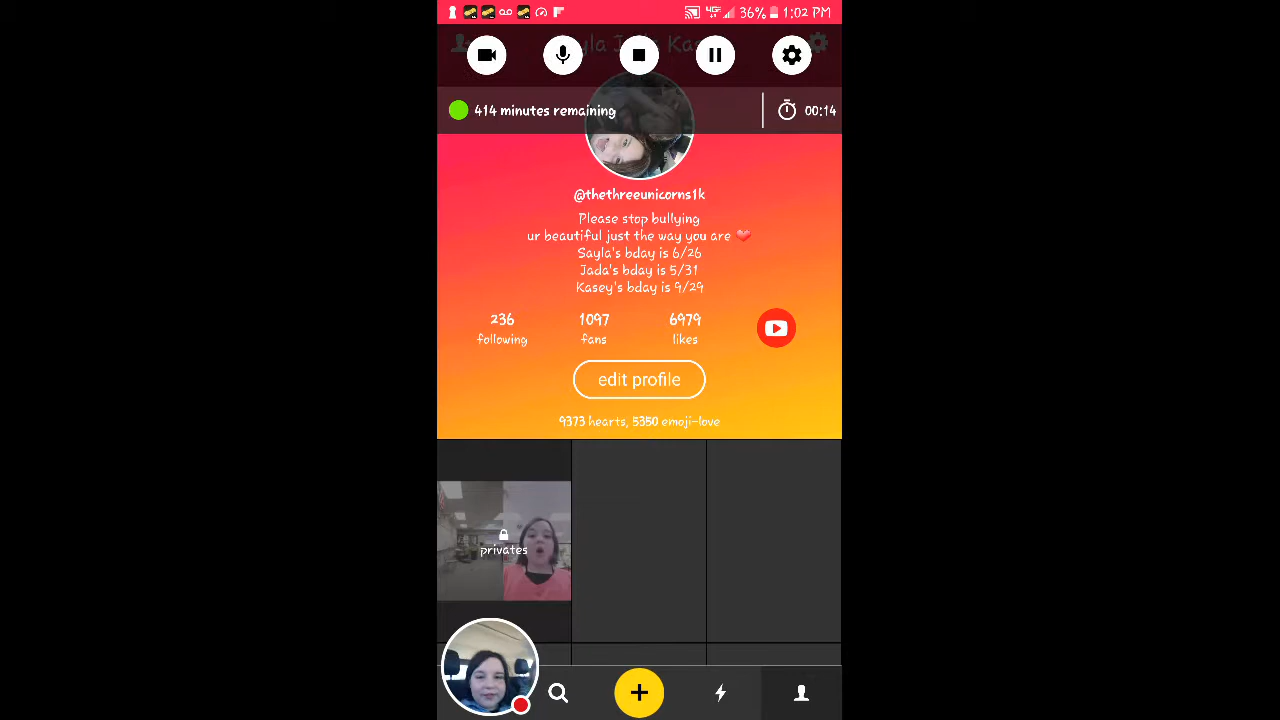 36% 1:02 PM
414 minutes remaining
00:14
@thethreeunicorns1k
Please stop bullying
ur beautiful just the way you are ❤
Sayla's bday is 6/26
Jada's bday is 5/31
Kasey's bday is 9/29
236 1097 6979
following fans likes
edit profile
9373 hearts, 5350 emoji-love
privates